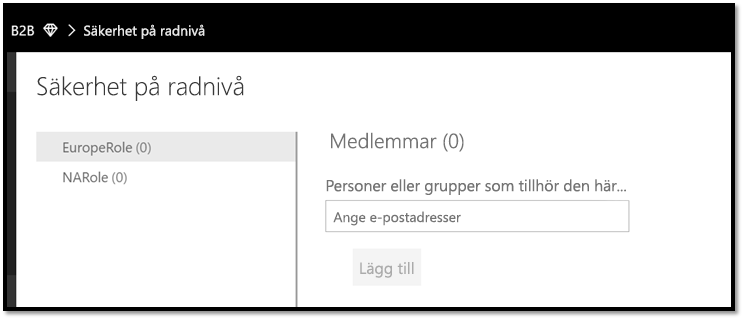 B2B > Säkerhet på radnivå
Säkerhet på radnivå
EuropeRole (0)
NARole (0)
Medlemmar (0)
Personer eller grupper som tillhör den här...
Ange e-postadresser
Lägg till